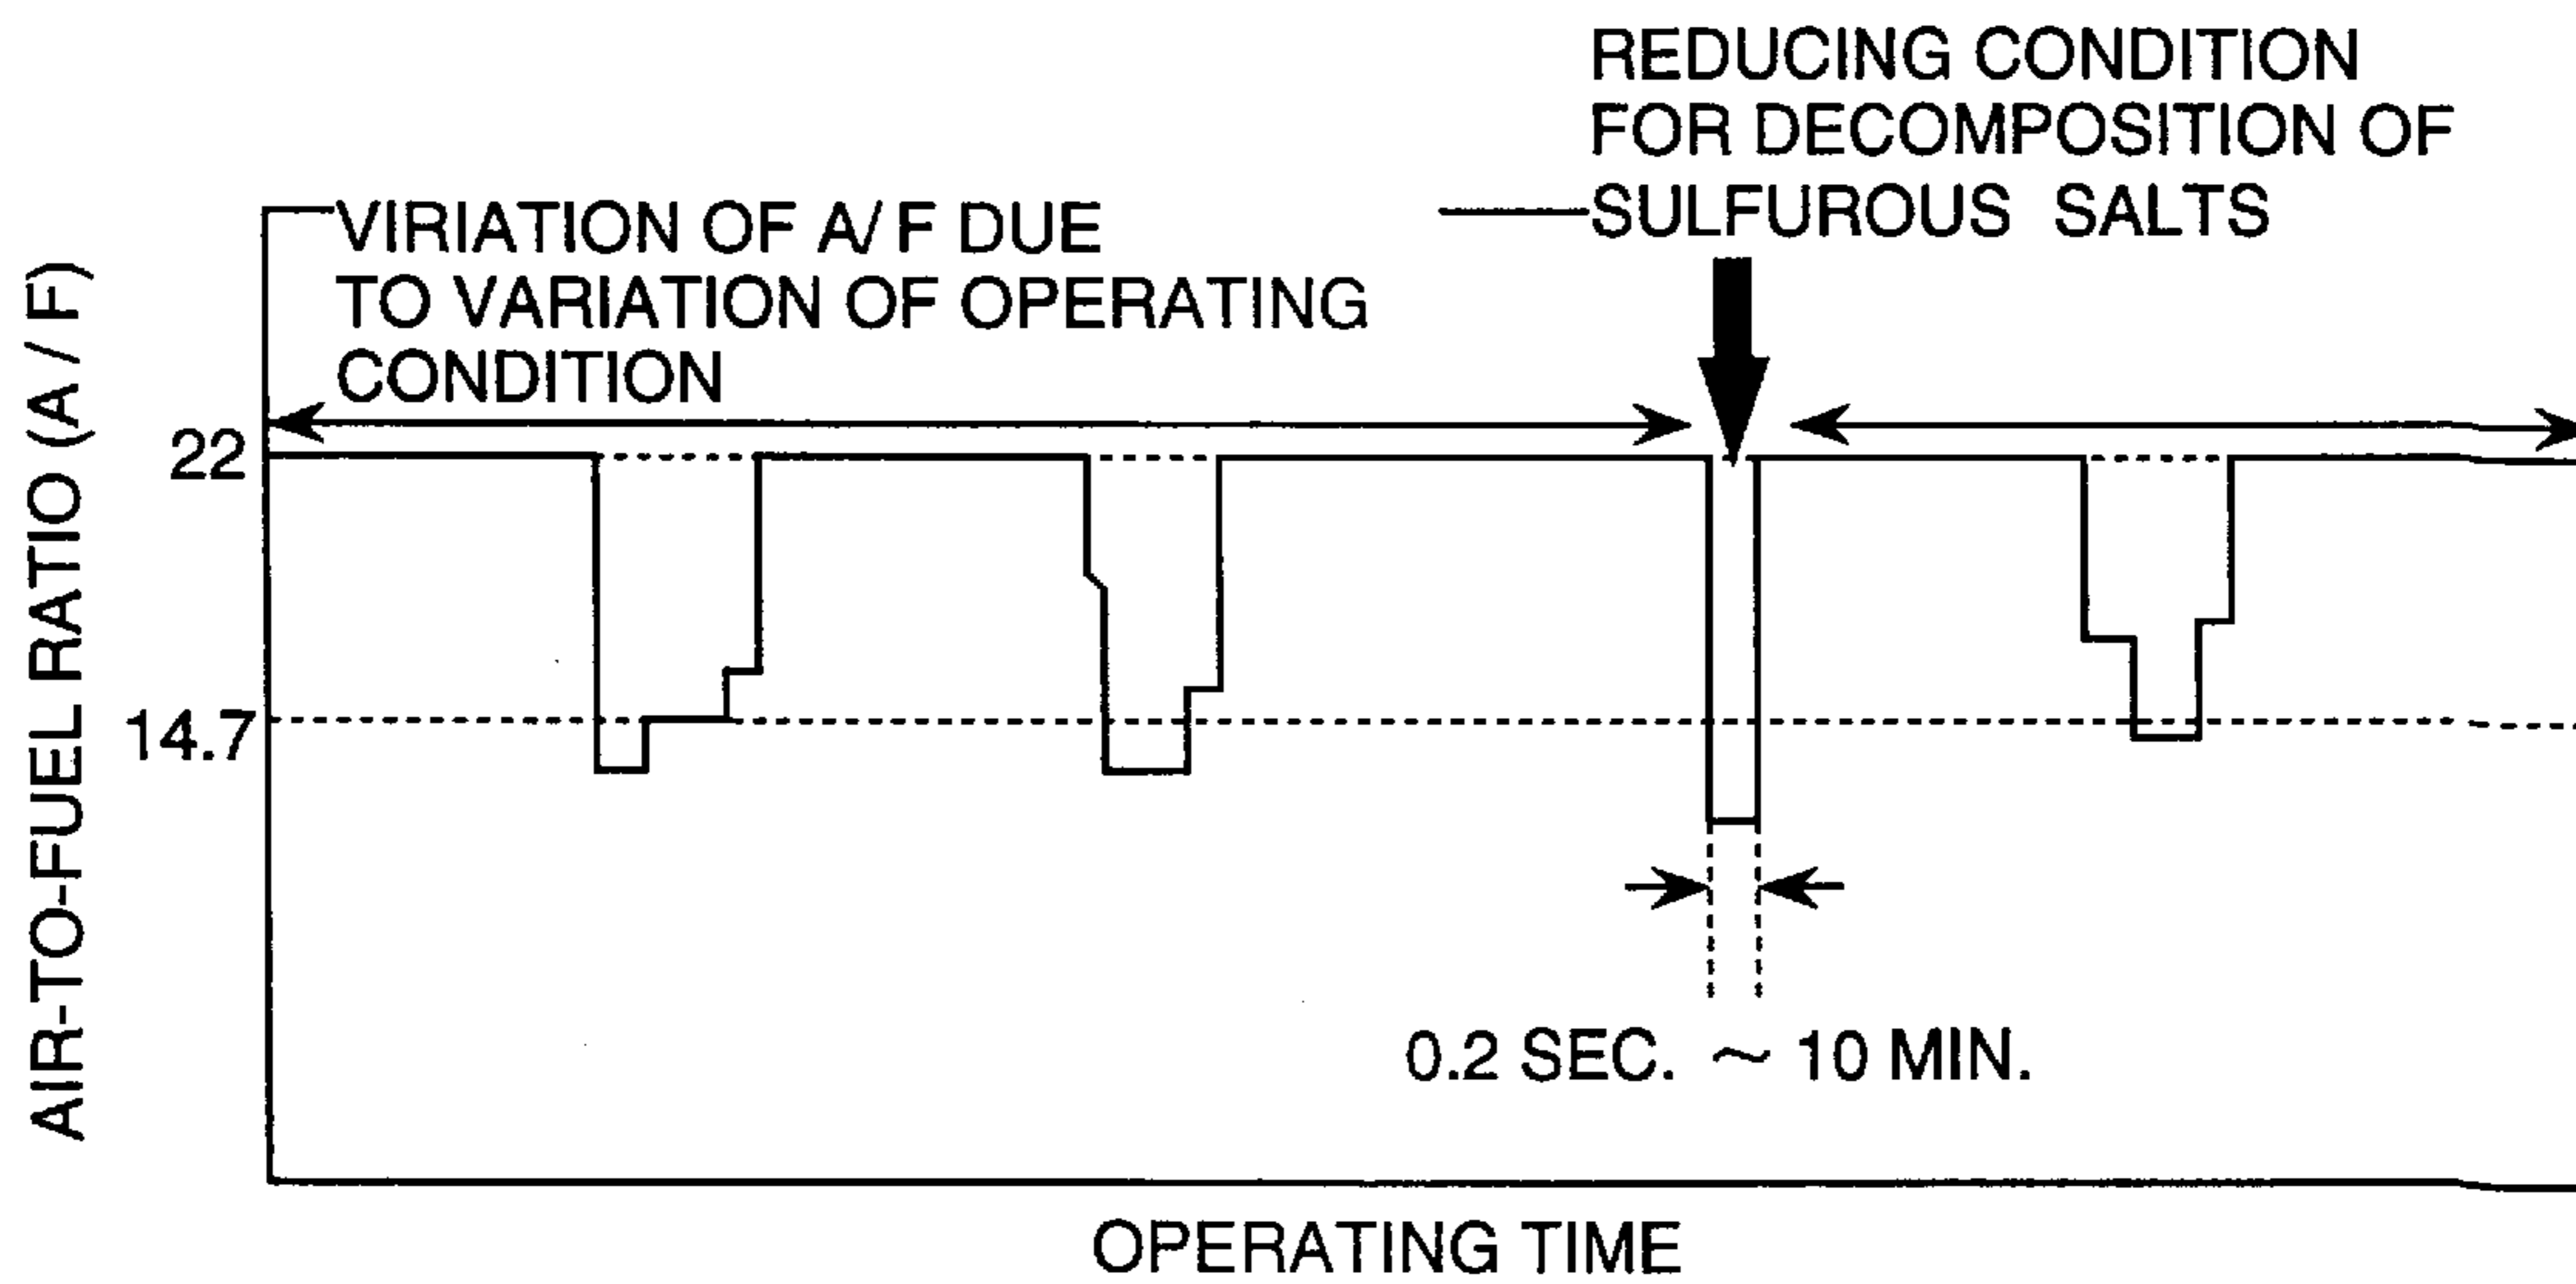 REDUCING CONDITION
FOR DECOMPOSITION OF
SULFUROUS SALTS
VIRIATION OF A/F DUE
TO VARIATION OF OPERATING
CONDITION
AIR-TO-FUEL RATIO (A / F)
22
14.7
0.2 SEC. ~ 10 MIN.
OPERATING TIME